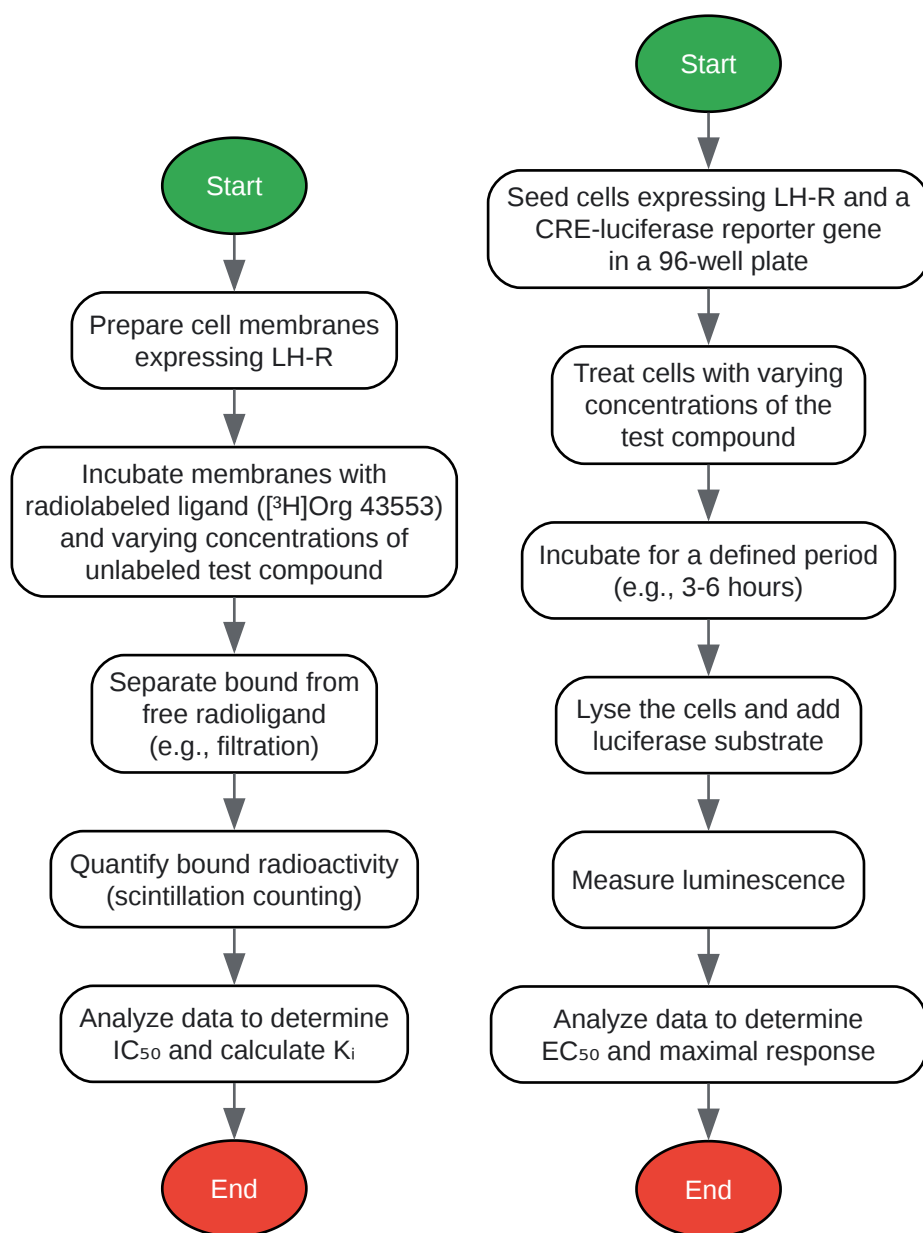 Start
Prepare cell membranes
expressing LH-R
Incubate membranes with
radiolabeled ligand ([³H]Org 43553)
and varying concentrations of
unlabeled test compound
Separate bound from
free radioligand
(e.g., filtration)
Quantify bound radioactivity
(scintillation counting)
Analyze data to determine
IC₅₀ and calculate Kᵢ
End
Start
Seed cells expressing LH-R and a
CRE-luciferase reporter gene
in a 96-well plate
Treat cells with varying
concentrations of the
test compound
Incubate for a defined period
(e.g., 3-6 hours)
Lyse the cells and add
luciferase substrate
Measure luminescence
Analyze data to determine
EC₅₀ and maximal response
End